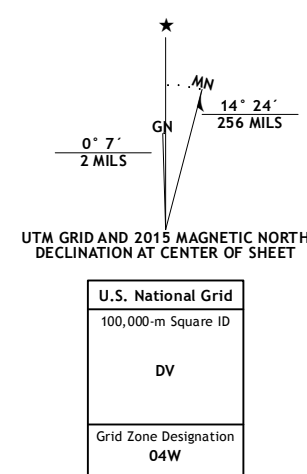 ★
MN
GN
14° 24´
256 MILS
0° 7´
2 MILS
UTM GRID AND 2015 MAGNETIC NORTH
DECLINATION AT CENTER OF SHEET
U.S. National Grid
100,000-m Square ID
DV
Grid Zone Designation
04W